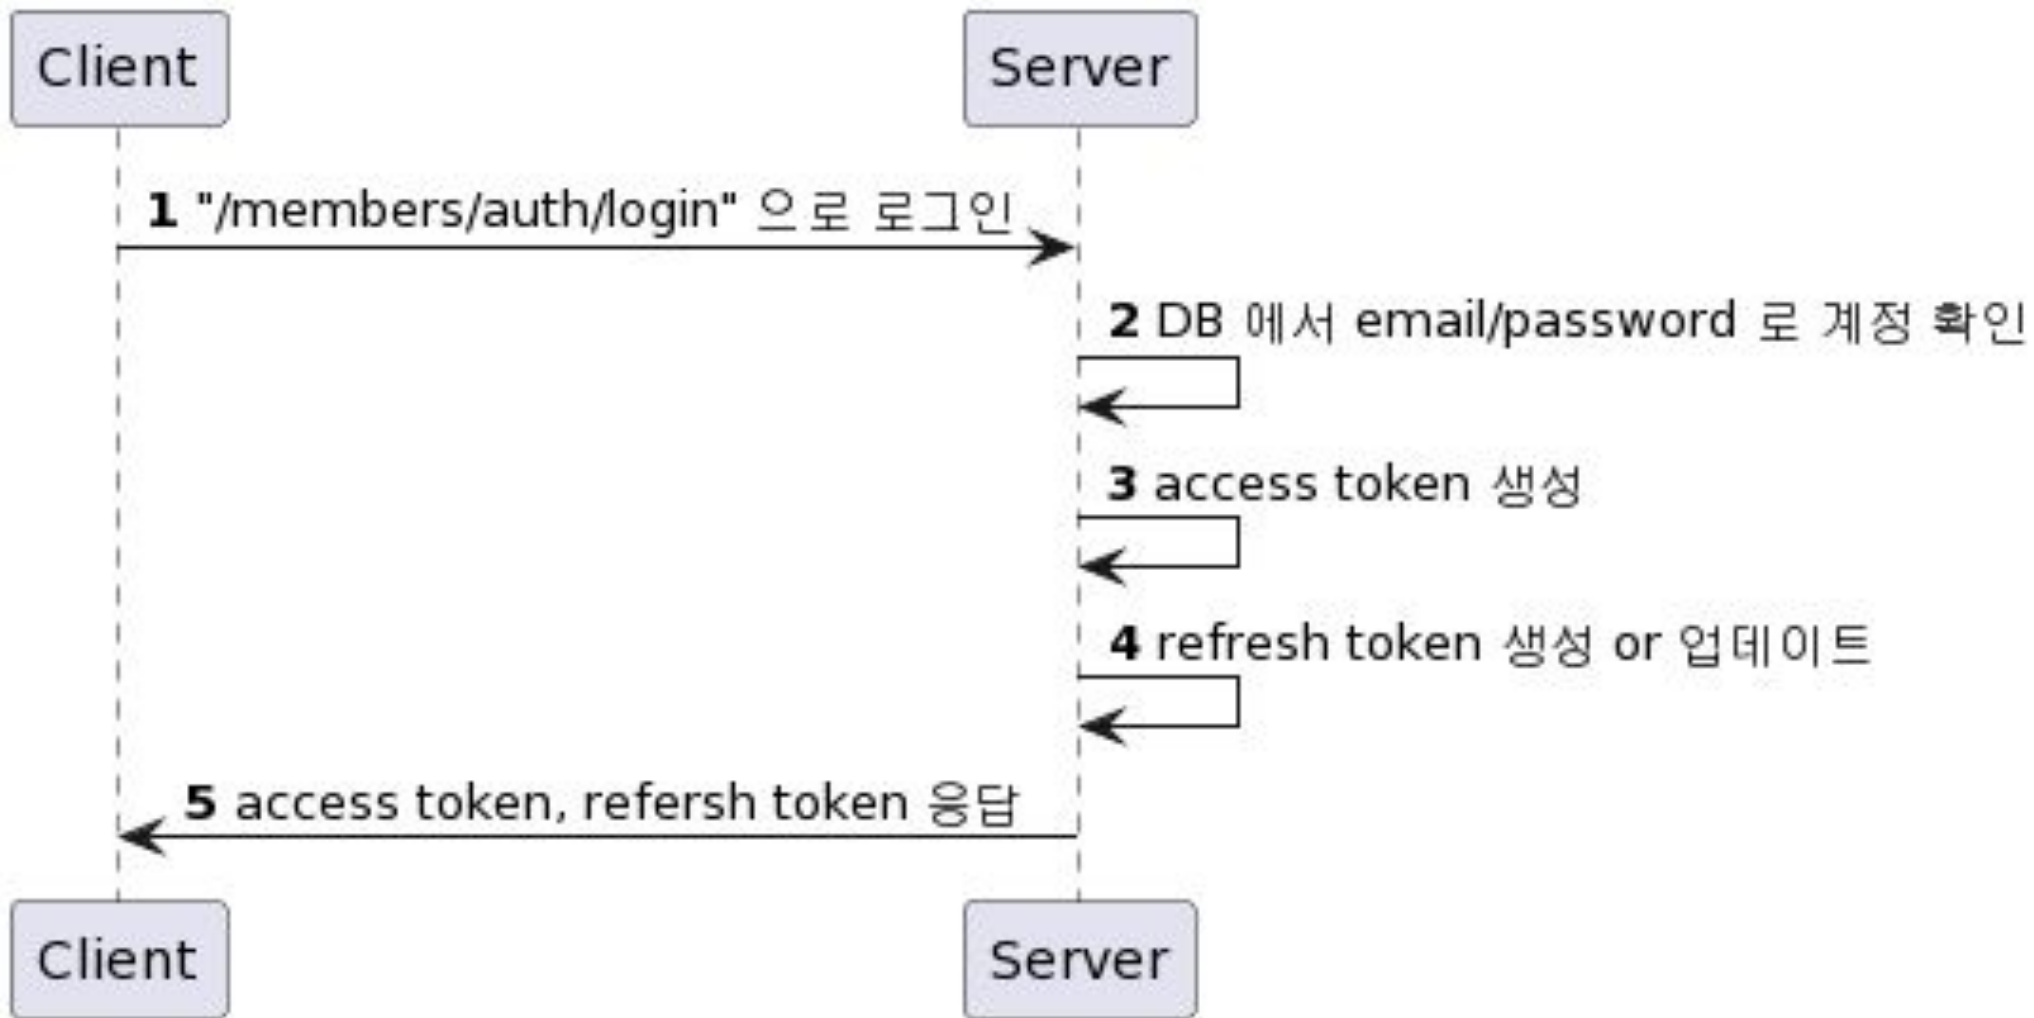 Client
Server
1 "/members/auth/login" 으로 로그인
2 DB 에서 email/password 로 계정 확인
3 access token 생성
4 refresh token 생성 or 업데이트
5 access token, refersh token 응답
Client
Server